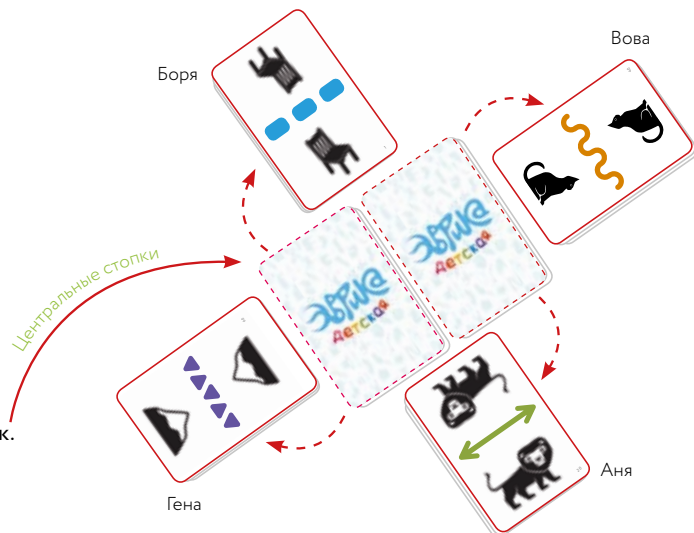 Вова
Боря
Центральные стопки
ЭВРИКА
детская
ЭВРИКА
детская
к.
Гена
Аня